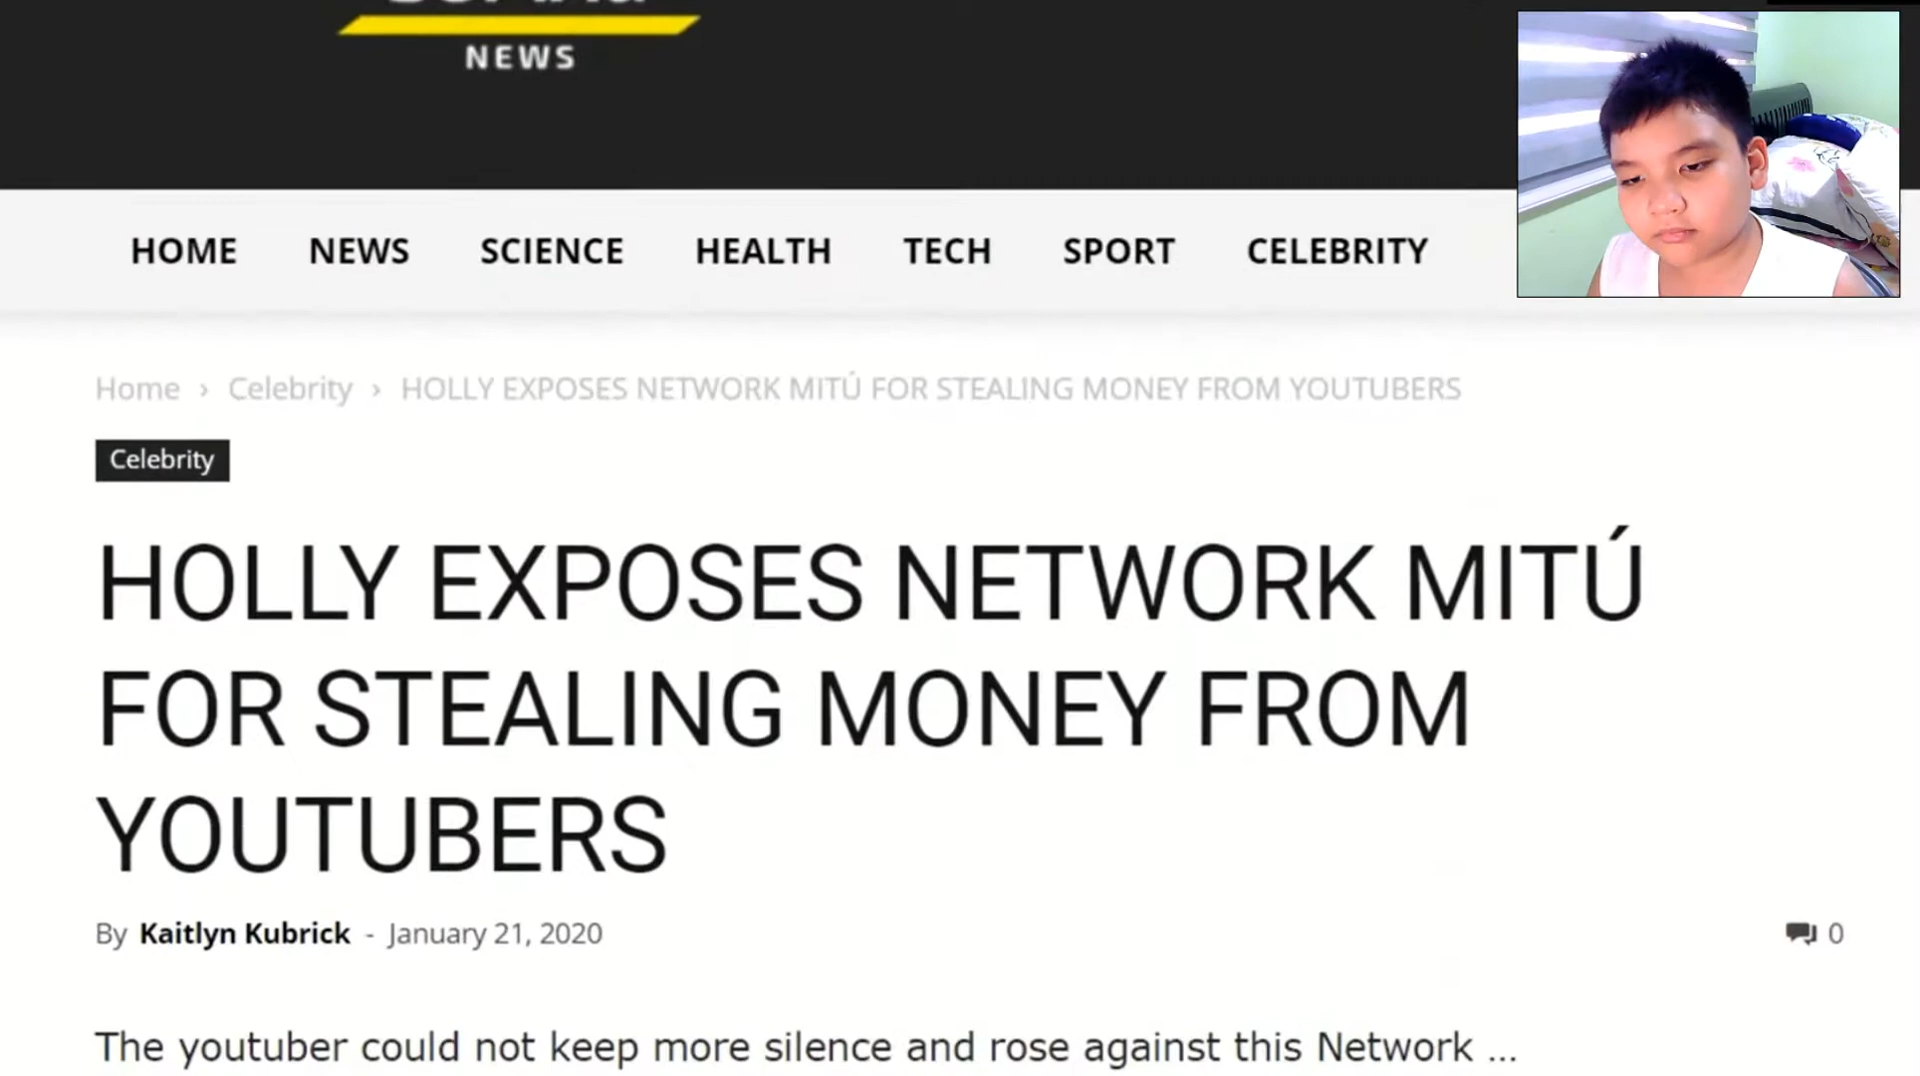 NEWS
HOME NEWS SCIENCE HEALTH TECH SPORT CELEBRITY
Home › Celebrity › HOLLY EXPOSES NETWORK MITÚ FOR STEALING MONEY FROM YOUTUBERS
Celebrity
HOLLY EXPOSES NETWORK MITÚ
FOR STEALING MONEY FROM
YOUTUBERS
By Kaitlyn Kubrick - January 21, 2020 0
The youtuber could not keep more silence and rose against this Network ...